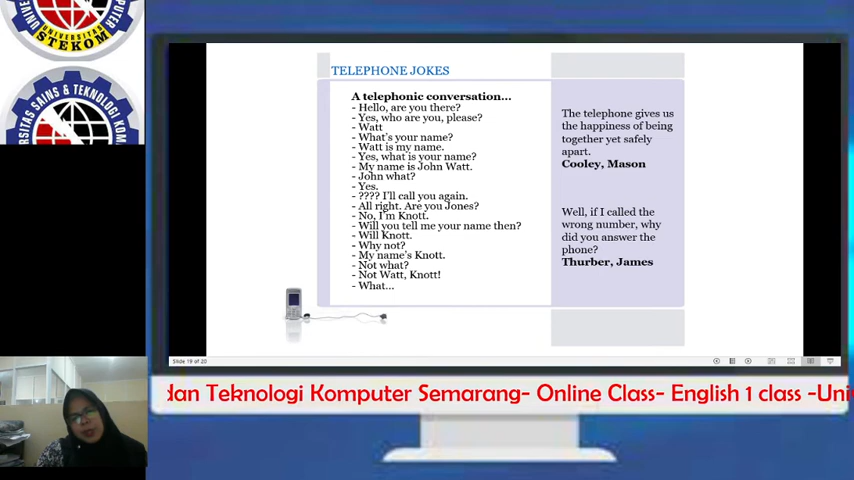 UNIVERSITAS
STEKOM
TELEPHONE JOKES
A telephonic conversation...
- Hello, are you there?
- Yes, who are you, please?
- Watt
- What's your name?
- Watt is my name.
- Yes, what is your name?
- My name is John Watt.
- John what?
- Yes.
- ???? I'll call you again.
- All right. Are you Jones?
- No, I'm Knott.
- Will you tell me your name then?
- Will Knott.
- Why not?
- My name's Knott.
- Not what?
- Not Watt, Knott!
- What...
The telephone gives us
the happiness of being
together yet safely
apart.
Cooley, Mason
Well, if I called the
wrong number, why
did you answer the
phone?
Thurber, James
Slide 19 of 20
dan Teknologi Komputer Semarang- Online Class- English 1 class -Uni